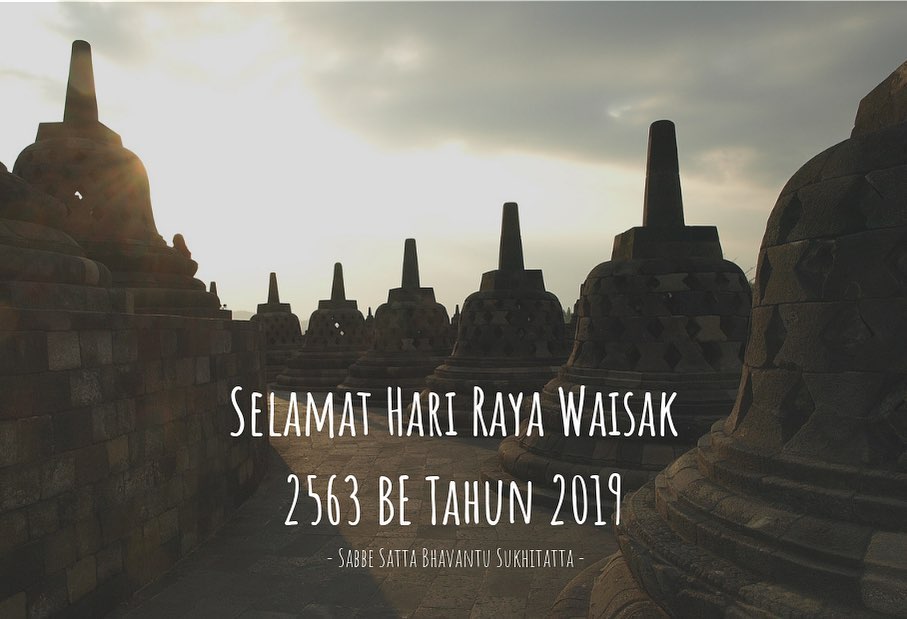 Selamat Hari Raya Waisak
2563 BE Tahun 2019
- Sabbe Satta Bhavantu Sukhitatta -